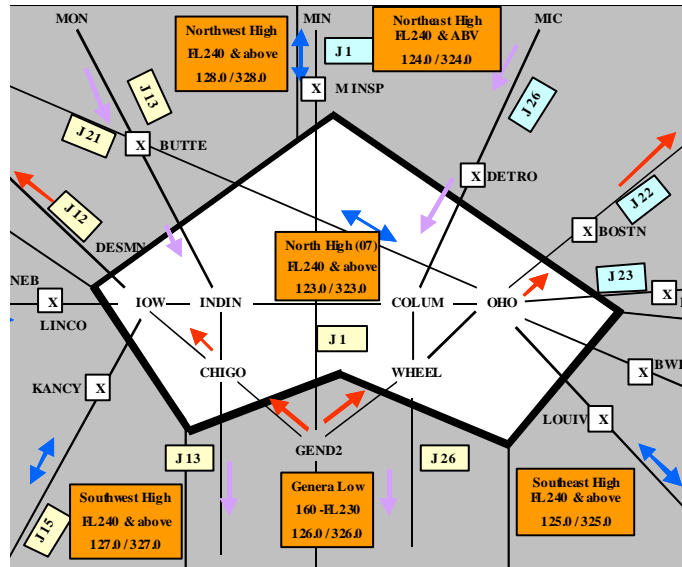 MON
MIN
MIC
Northwest High
FL240 & above
128.0 / 328.0
J 1
Northeast High
FL240 & ABV
124.0 / 324.0
J 13
X M INSP
J 26
J 21
X BUTTE
X DETRO
J 22
J 12
DESMN
X BOSTN
North High (07)
FL240 & above
123.0 / 323.0
J 23
NEB
X
LINCO
IOW
INDIN
COLUM
OHO
X
J 1
KANCY
X
CHIGO
WHEEL
X BWI
LOUIV
X
GEND2
J 13
J 26
Southwest High
FL240 & above
127.0 / 327.0
Genera Low
160 -FL230
126.0 / 326.0
Southeast High
FL240 & above
125.0 / 325.0
J 15